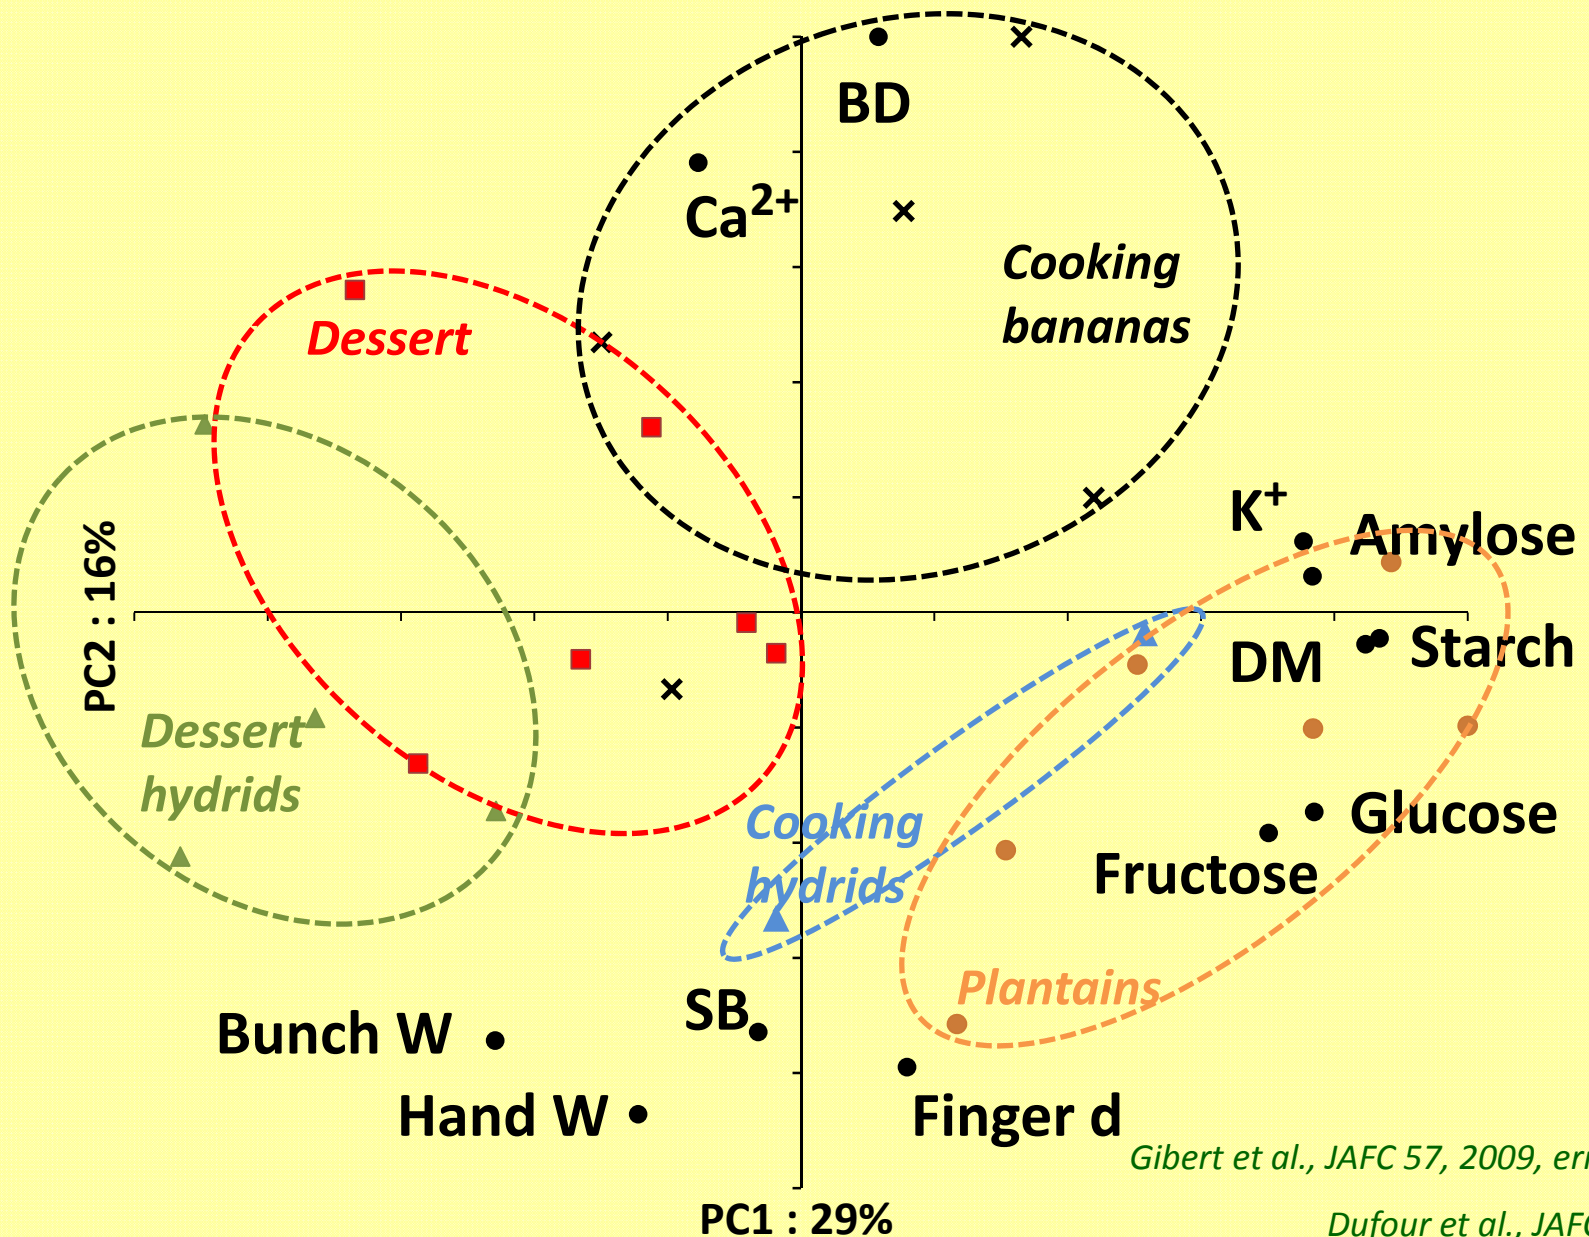 BD
Ca2+
Cooking
bananas
Dessert
K+
Amylose
PC2 : 16%
DM
Starch
Dessert
hydrids
Glucose
Cooking
hydrids
Fructose
Plantains
SB
Bunch W
Hand W
Finger d
Gibert et al., JAFC 57, 2009,
PC1 : 29%
Dufour et al., JAFC